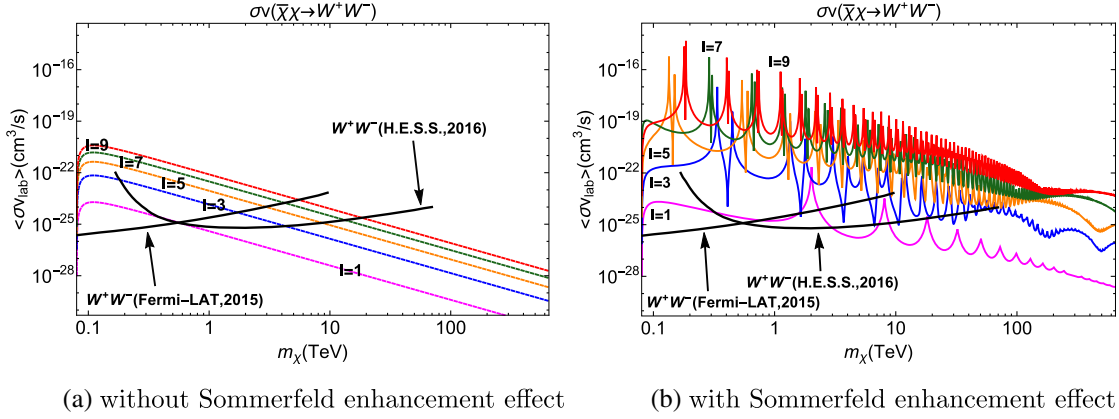 σv(χ̄χ→W⁺W⁻)
10⁻¹⁶
10⁻¹⁹
10⁻²²
10⁻²⁵
10⁻²⁸
<σv_lab>(cm³/s)
W⁺W⁻(H.E.S.S.,2016)
I=9
I=7
I=5
I=3
I=1
W⁺W⁻(Fermi–LAT,2015)
0.1 1 10 100
mχ(TeV)
(a) without Sommerfeld enhancement effect
σv(χ̄χ→W⁺W⁻)
10⁻¹⁶
10⁻¹⁹
10⁻²²
10⁻²⁵
10⁻²⁸
<σv_lab>(cm³/s)
I=7
I=9
I=5
I=3
I=1
W⁺W⁻(H.E.S.S.,2016)
W⁺W⁻(Fermi–LAT,2015)
0.1 1 10 100
mχ(TeV)
(b) with Sommerfeld enhancement effect